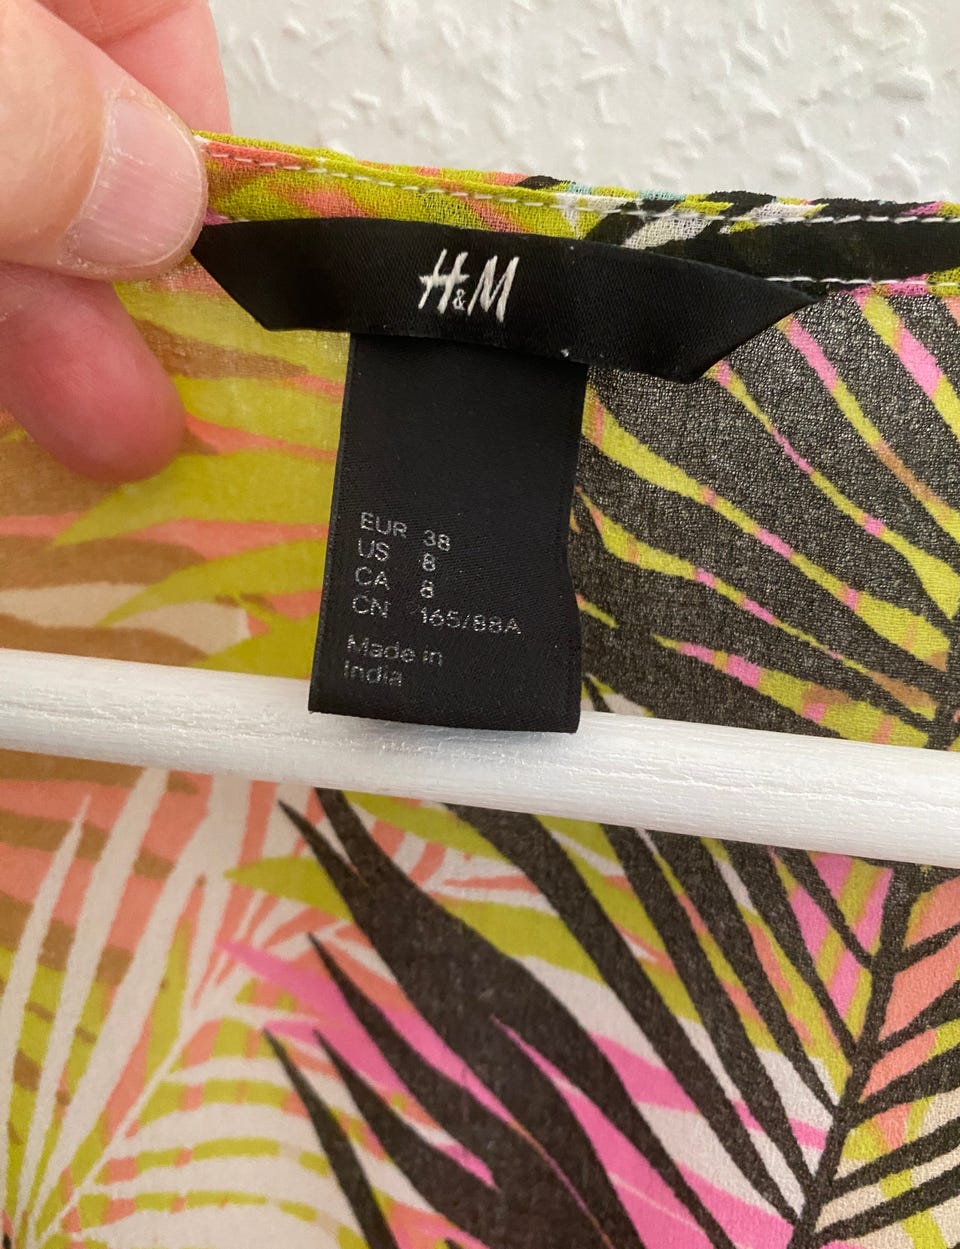 H&M
EUR 38
US 8
CA 8
CN 165/88A
Made in
India